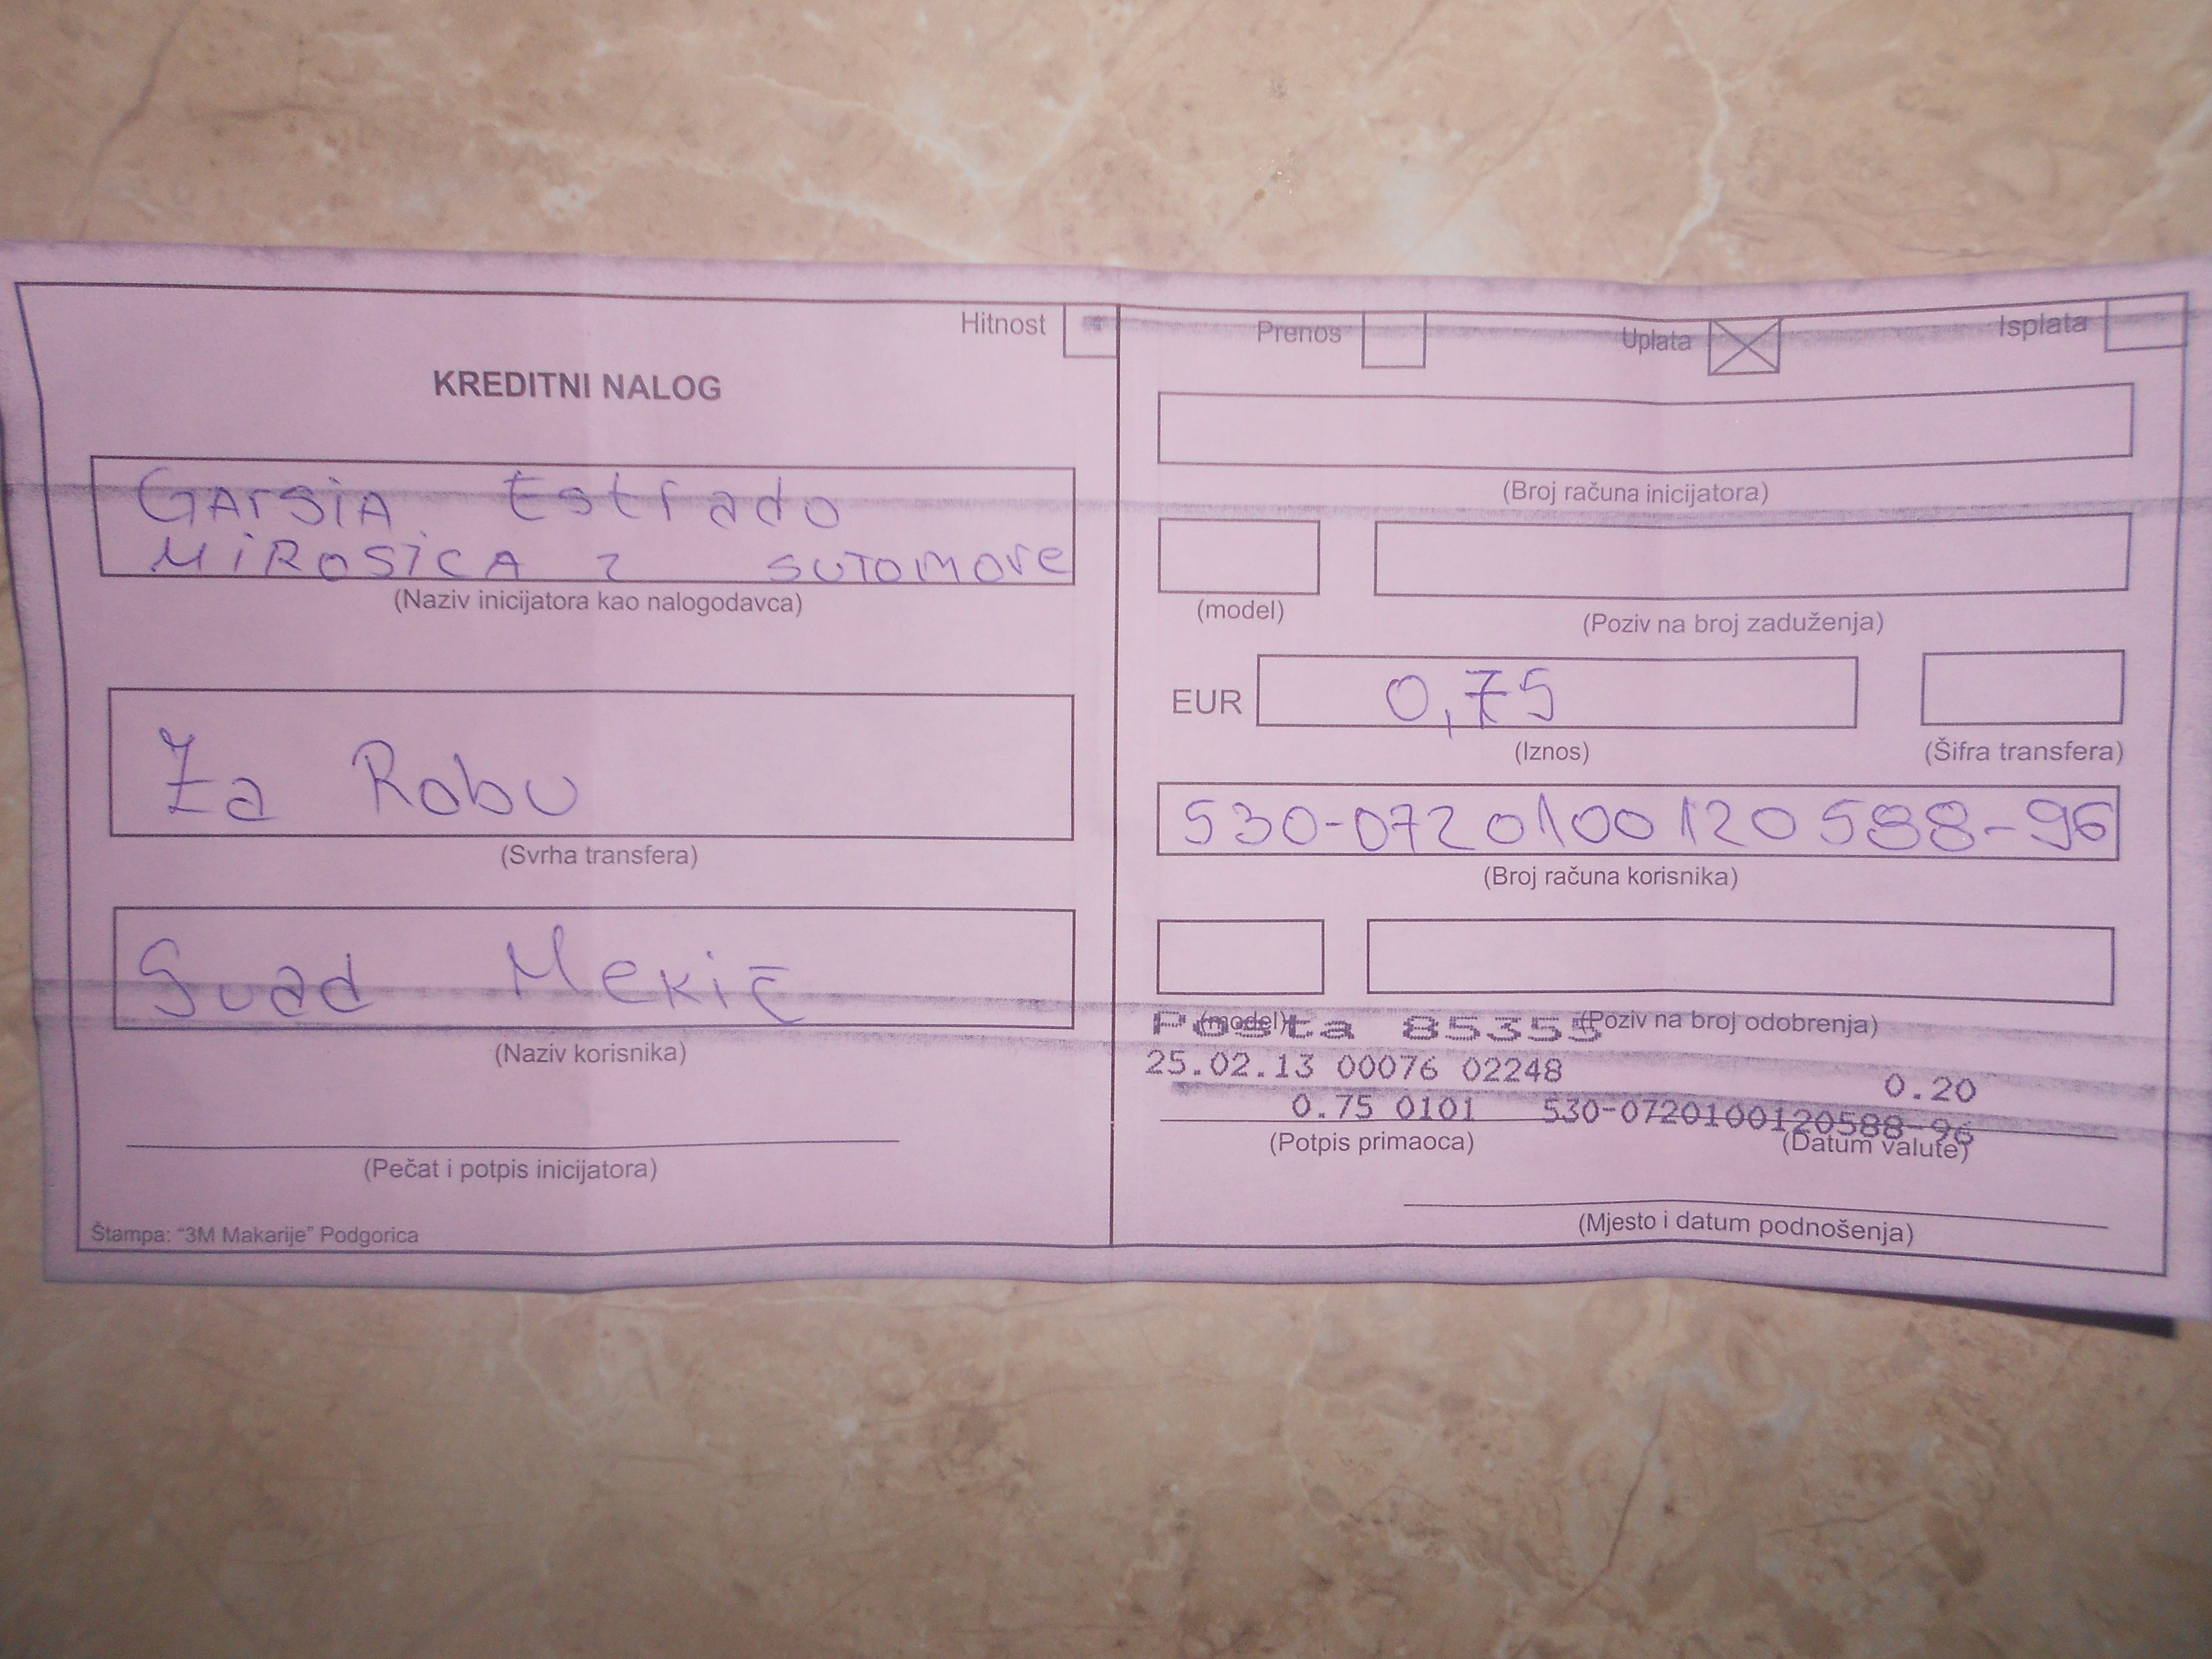 Hitnost
KREDITNI NALOG
GArsiA Estrado
MiROSiCA 2 SUTOMOre
(Naziv inicijatora kao nalogodavca)
Za Robu
(Svrha transfera)
Suad Mekić
(Naziv korisnika)
(Pečat i potpis inicijatora)
Štampa: "3M Makarije" Podgorica
Prenos Uplata Isplata
(Broj računa inicijatora)
(model) (Poziv na broj zaduženja)
EUR 0,75
(Iznos) (Šifra transfera)
530-0720100120588-96
(Broj računa korisnika)
(model) (Poziv na broj odobrenja)
Posta 85355
25.02.13 00076 02248 0.20
0.75 0101 530-0720100120588-96
(Potpis primaoca) (Datum valute)
(Mjesto i datum podnošenja)